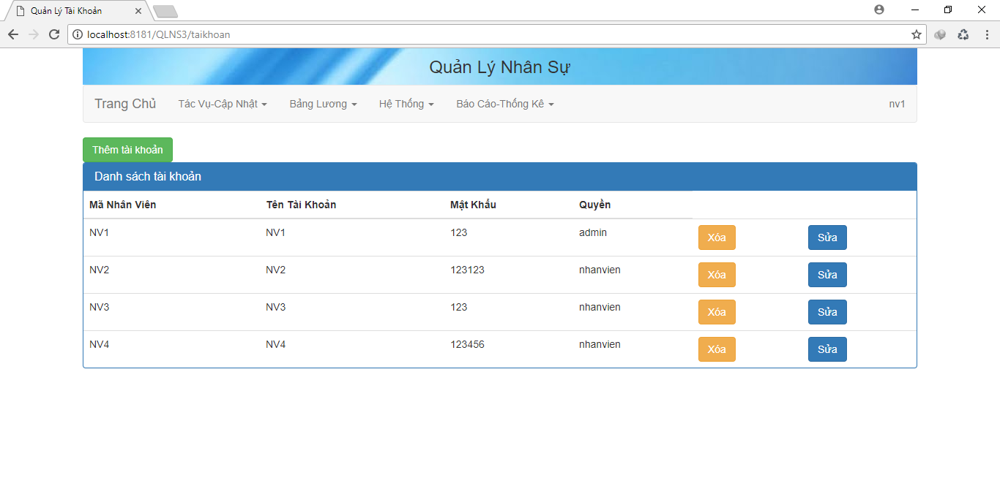 Quản Lý Tài Khoản
localhost:8181/QLNS3/taikhoan
Quản Lý Nhân Sự
Trang Chủ Tác Vụ-Cập Nhật Bảng Lương Hệ Thống Báo Cáo-Thống Kê nv1
Thêm tài khoản
Danh sách tài khoản
Mã Nhân Viên Tên Tài Khoản Mật Khẩu Quyền
NV1 NV1 123 admin Xóa Sửa
NV2 NV2 123123 nhanvien Xóa Sửa
NV3 NV3 123 nhanvien Xóa Sửa
NV4 NV4 123456 nhanvien Xóa Sửa